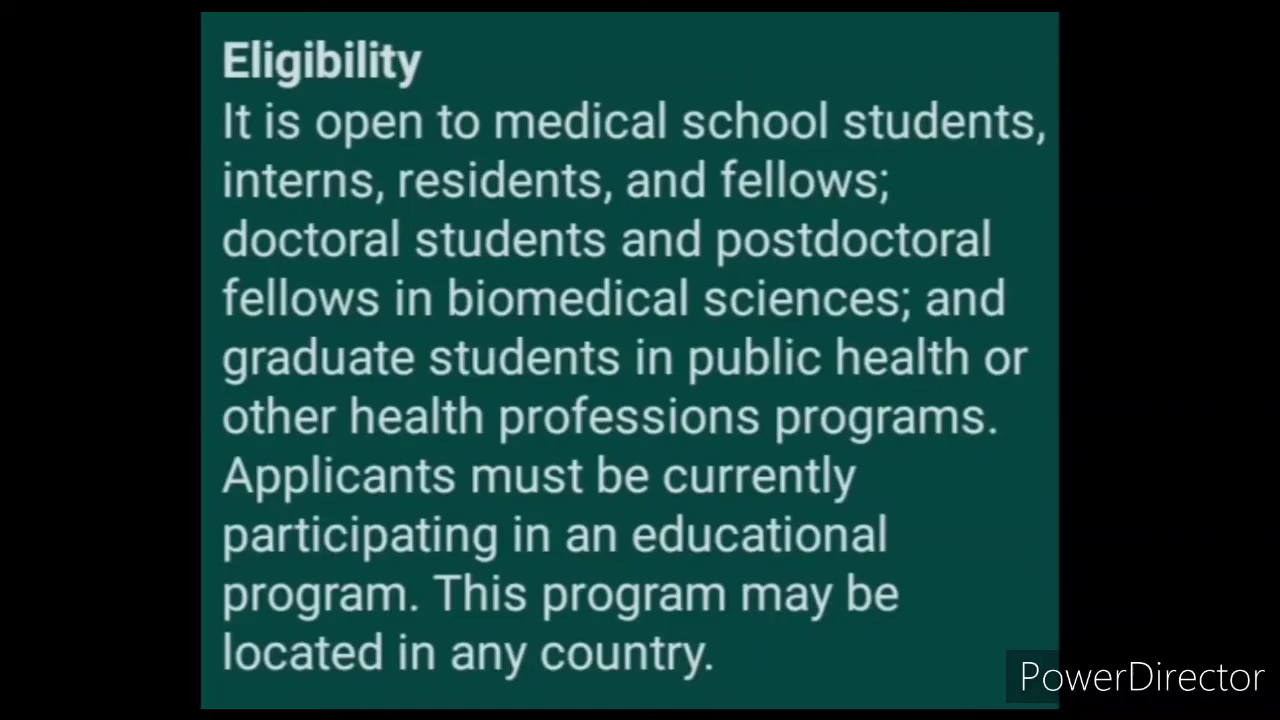 Eligibility
It is open to medical school students,
interns, residents, and fellows;
doctoral students and postdoctoral
fellows in biomedical sciences; and
graduate students in public health or
other health professions programs.
Applicants must be currently
participating in an educational
program. This program may be
located in any country.
PowerDirector